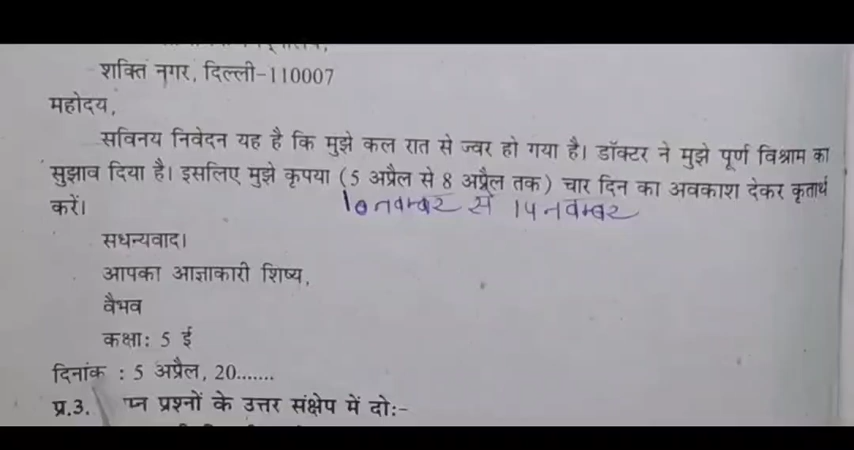 शक्ति नगर, दिल्ली-110007
महोदय,
सविनय निवेदन यह है कि मुझे कल रात से ज्वर हो गया है। डॉक्टर ने मुझे पूर्ण विश्राम का
सुझाव दिया है। इसलिए मुझे कृपया (5 अप्रैल से 8 अप्रैल तक) चार दिन का अवकाश देकर कृतार्थ
करें।
10 नवम्बर से 14 नवम्बर
सधन्यवाद।
आपका आज्ञाकारी शिष्य,
वैभव
कक्षा: 5 ई
दिनांक : 5 अप्रैल, 20.......
प्र.3. प्रश्नों के उत्तर संक्षेप में दो:-